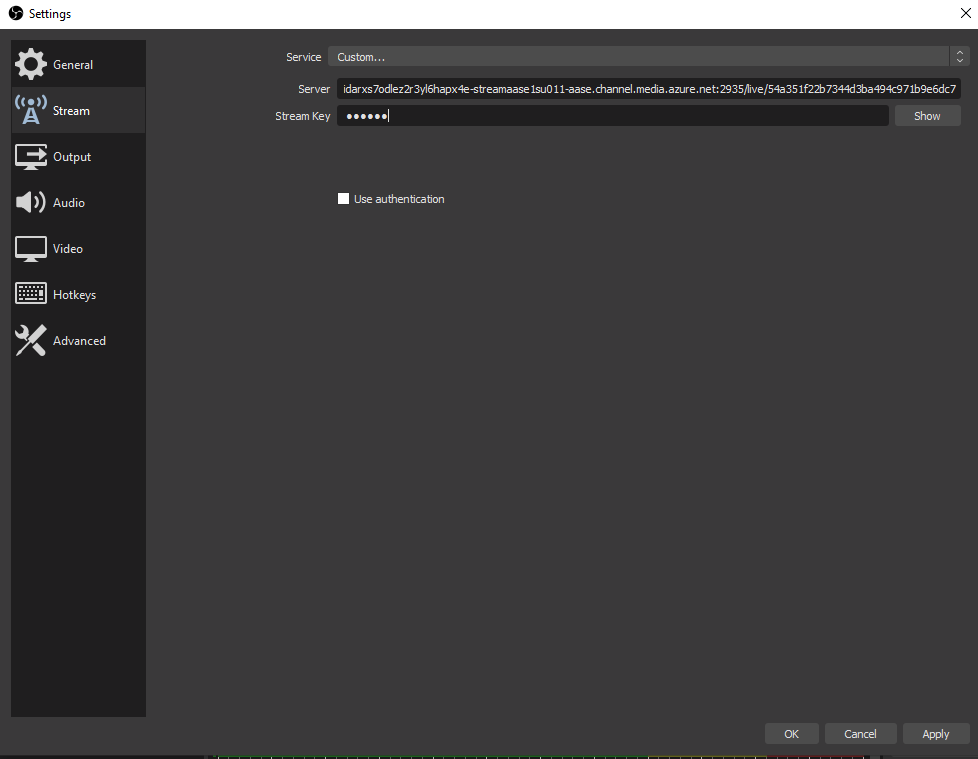 Settings
General
Stream
Output
Audio
Video
Hotkeys
Advanced
Service Custom...
Server idarxs7odlez2r3yl6hapx4e-streamaase1su011-aase.channel.media.azure.net:2935/live/54a351f22b7344d3ba494c971b9e6dc7
Stream Key ●●●●●● Show
Use authentication
OK Cancel Apply